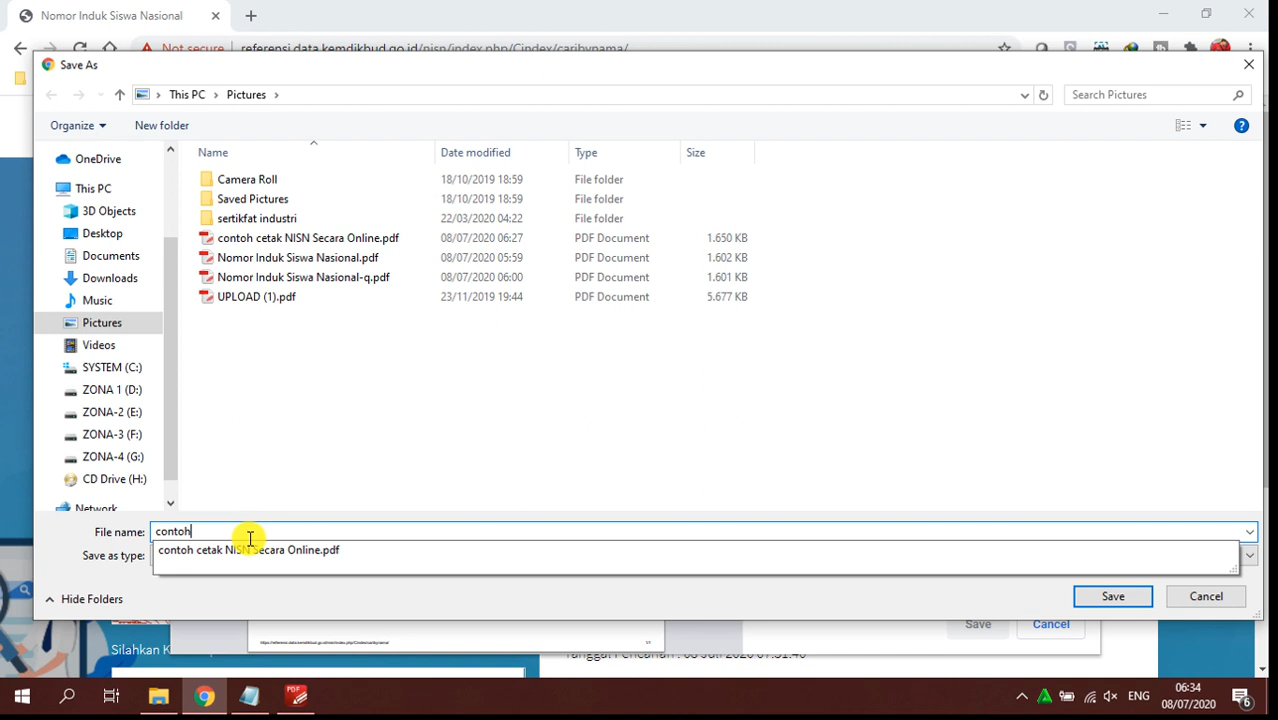 Nomor Induk Siswa Nasional
Not secure referensi.data.kemdikbud.go.id/nisn/index.php/Cindex/caribynama/
Save As
This PC > Pictures >
Search Pictures
Organize
New folder
Name Date modified Type Size
OneDrive
This PC
3D Objects
Desktop
Documents
Downloads
Music
Pictures
Videos
SYSTEM (C:)
ZONA 1 (D:)
ZONA-2 (E:)
ZONA-3 (F:)
ZONA-4 (G:)
CD Drive (H:)
Network
Camera Roll 18/10/2019 18:59 File folder
Saved Pictures 18/10/2019 18:59 File folder
sertikfat industri 22/03/2020 04:22 File folder
contoh cetak NISN Secara Online.pdf 08/07/2020 06:27 PDF Document 1.650 KB
Nomor Induk Siswa Nasional.pdf 08/07/2020 05:59 PDF Document 1.602 KB
Nomor Induk Siswa Nasional-q.pdf 08/07/2020 06:00 PDF Document 1.601 KB
UPLOAD (1).pdf 23/11/2019 19:44 PDF Document 5.677 KB
File name: contoh
Save as type:
contoh cetak NISN Secara Online.pdf
Hide Folders
Save Cancel
Save Cancel
Silahkan K
ENG
06:34
08/07/2020
6